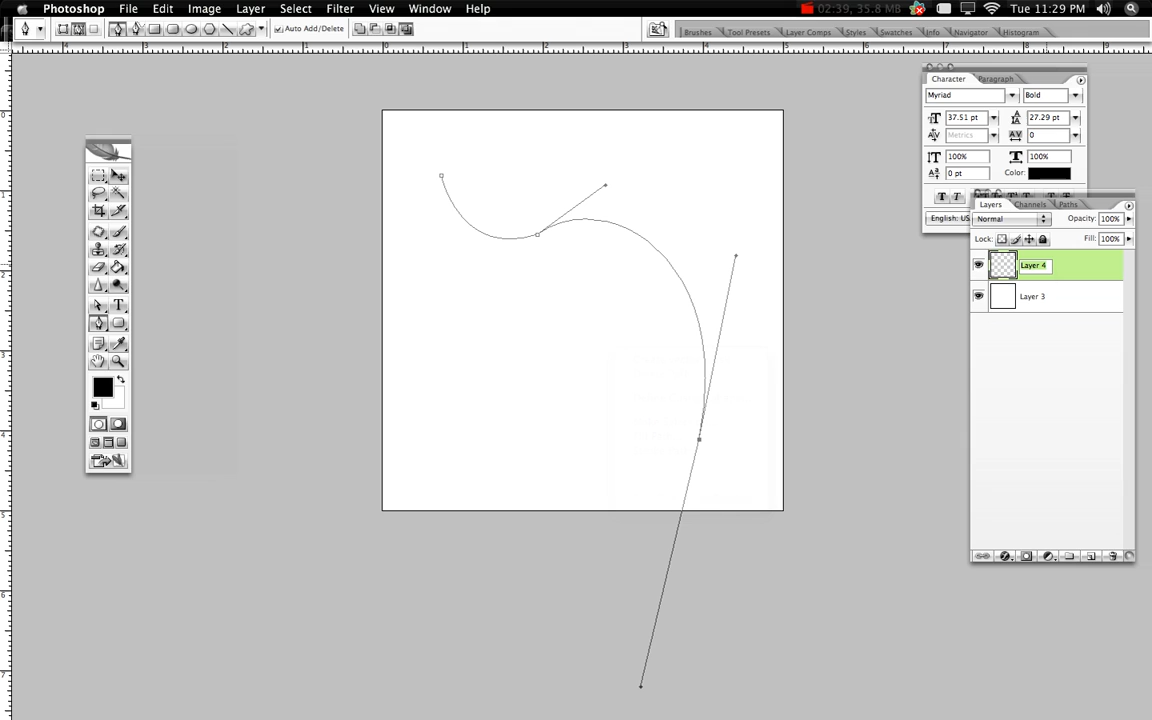 Photoshop File Edit Image Layer Select Filter View Window Help 02:39, 35.8 MB Tue 11:29 PM
Auto Add/Delete Brushes Tool Presets Layer Comps Styles Swatches Info Navigator Histogram
Character Paragraph
Myriad Bold
37.51 pt 27.29 pt
Metrics 0
100% 100%
0 pt Color:
English: US
Layers Channels Paths
Normal Opacity: 100%
Lock: Fill: 100%
Layer 4
Layer 3